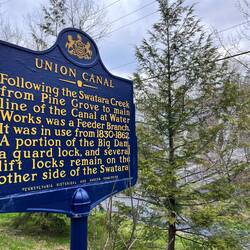 UNION CANAL
Following the Swatara Creek
from Pine Grove to main
line of the Canal at Water
Works was a Feeder Branch.
It was in use from 1830-1862.
A portion of the Big Dam,
a guard lock, and several
lift locks remain on the
other side of the Swatara
PENNSYLVANIA HISTORICAL AND MUSEUM COMMISSION